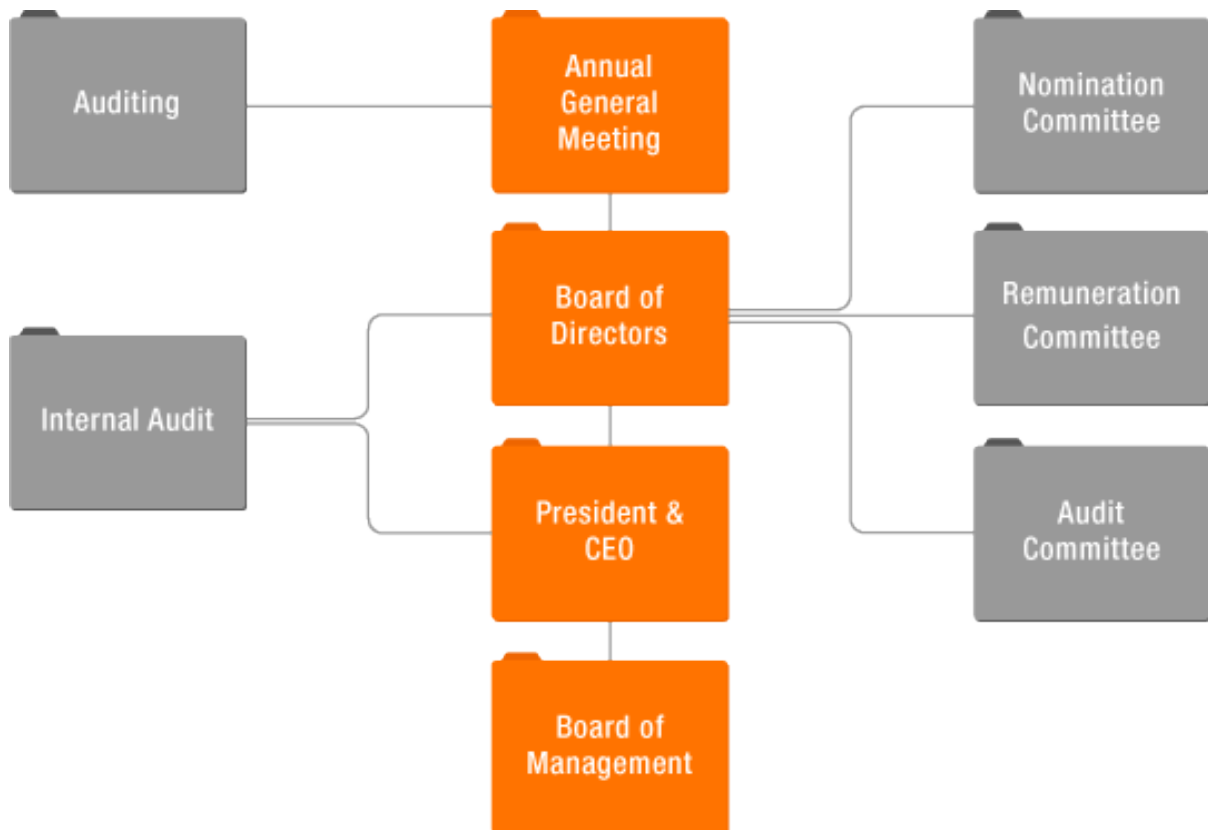 Auditing
Annual
General
Meeting
Nomination
Committee
Board of
Directors
Remuneration
Committee
Internal Audit
President &
CEO
Audit
Committee
Board of
Management